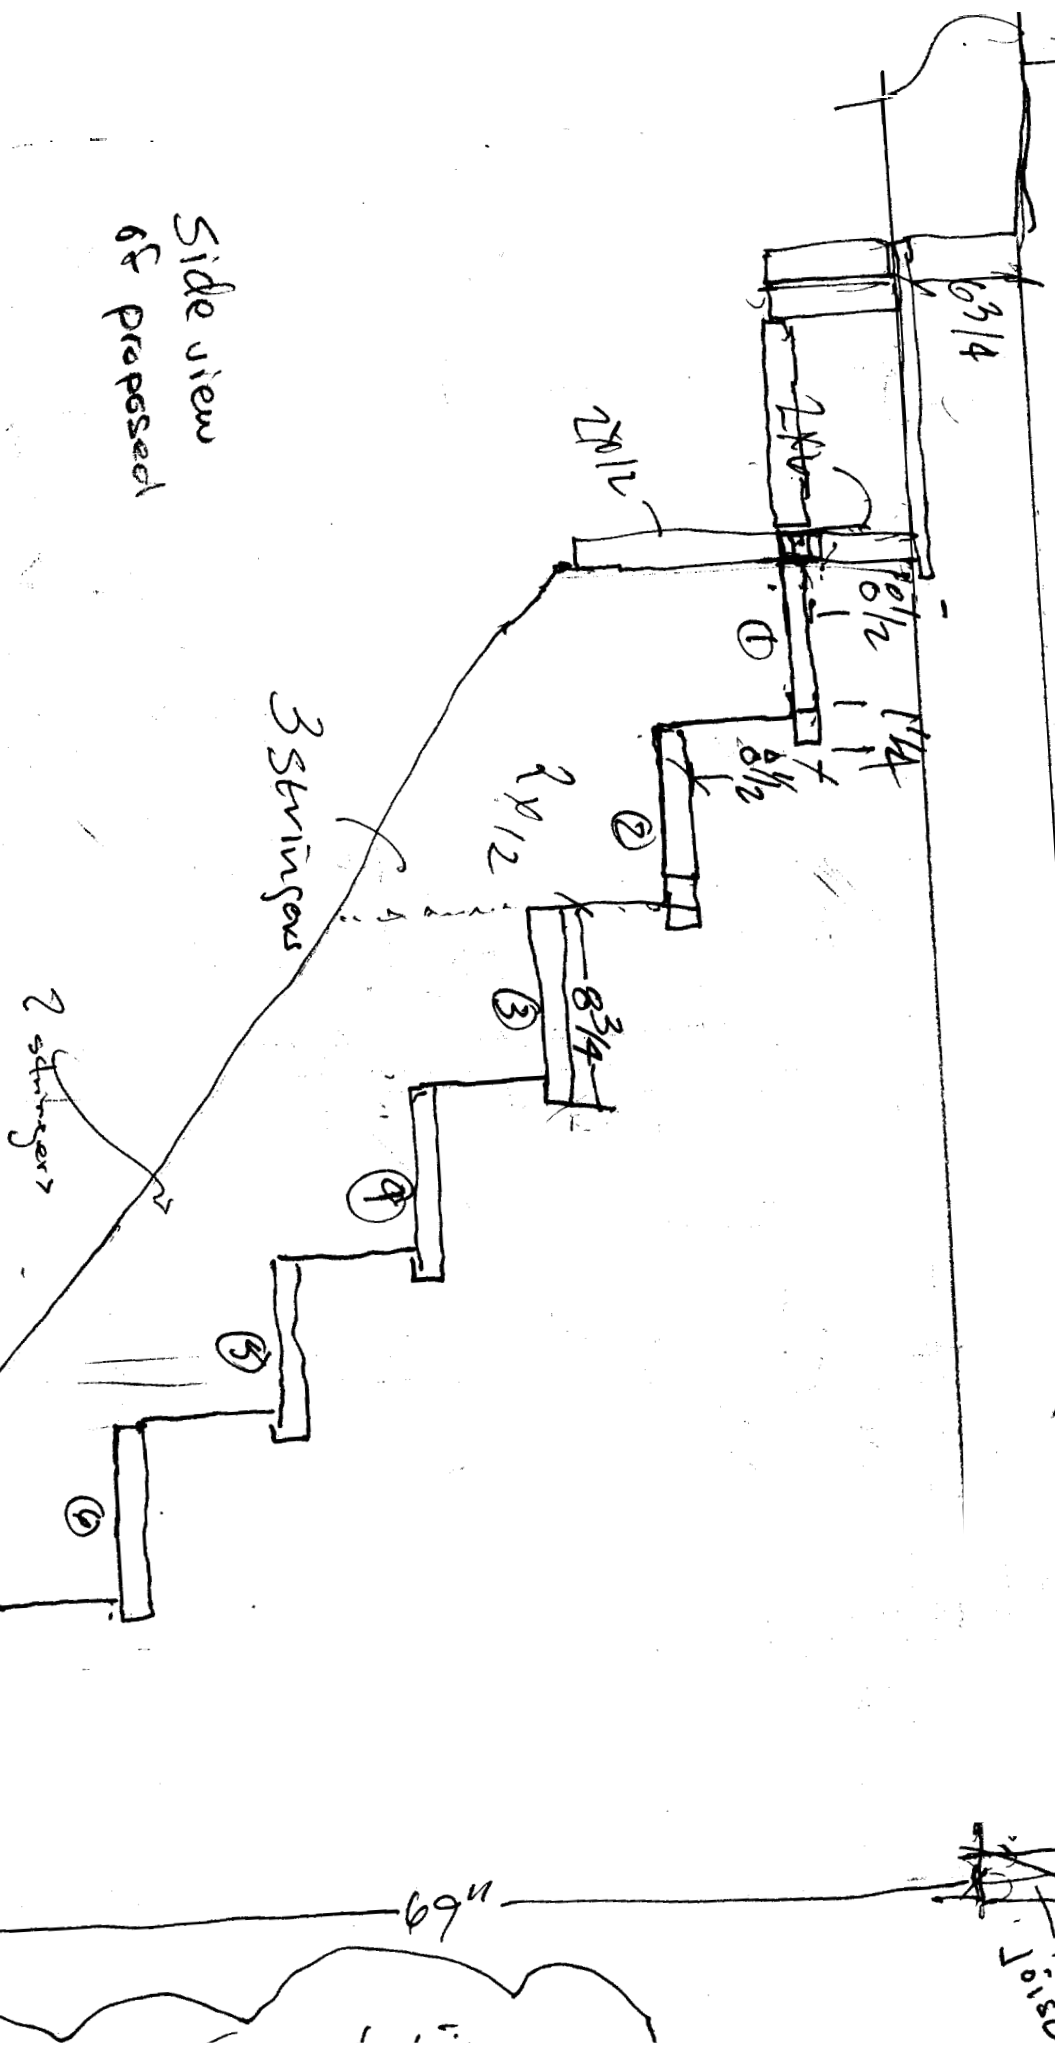 6 3/4
2x12
8 1/2
1 1/4
①
8 1/2
②
2x12
3 Stringers
8 3/4
③
2 stringers
④
⑤
⑥
Side view
of proposed
69"
Joist